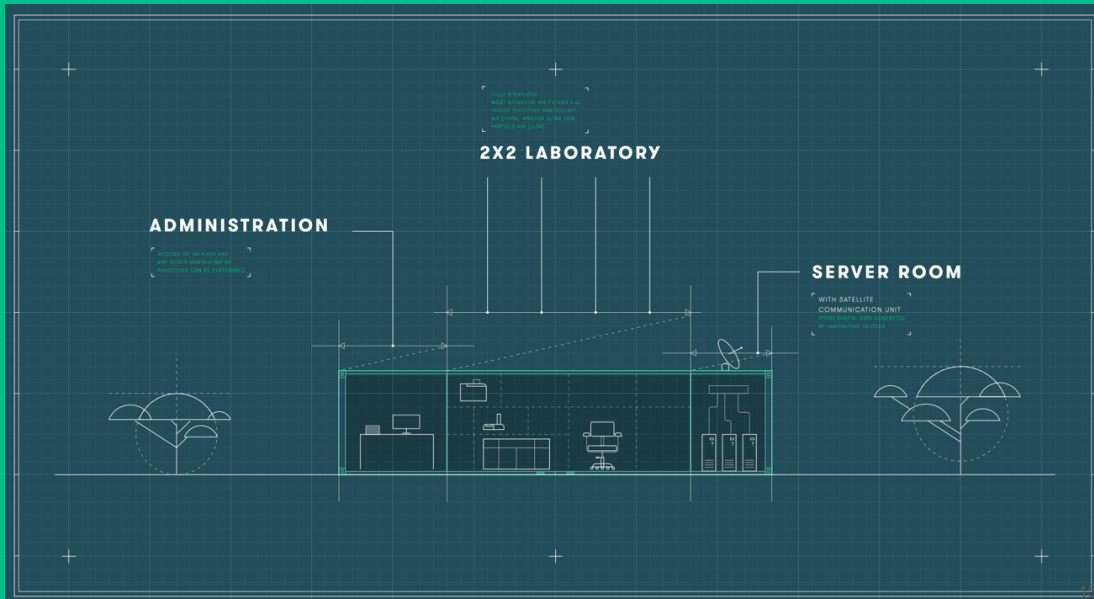 FULLY STERILIZED
MOST EFFECTIVE AIR FILTERS E.G.
HIGHLY EFFECTIVE PARTICULATE
AIR (HEPA) AND/OR ULTRA LOW
PARTICLE AIR (ULPA)
2X2 LABORATORY
ADMINISTRATION
RECORD OF PATIENTS AND
ANY OTHER ADMINISTRATIVE
FUNCTIONS CAN BE PERFORMED
SERVER ROOM
WITH SATELLITE
COMMUNICATION UNIT
STORE DIGITAL DATA GENERATED
BY LABORATORY DEVICES